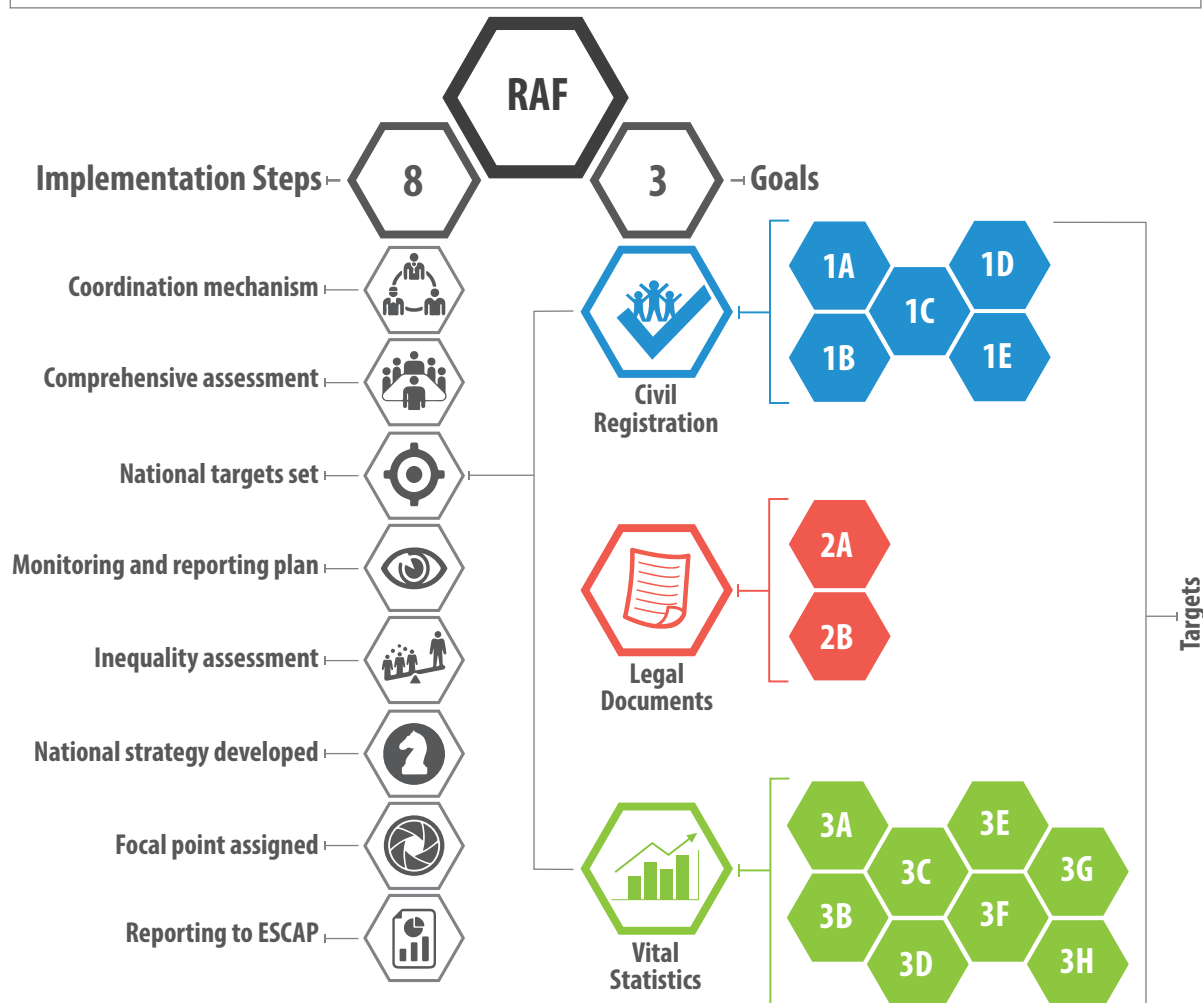 RAF
Implementation Steps
8
3
Goals
Coordination mechanism
Comprehensive assessment
National targets set
Monitoring and reporting plan
Inequality assessment
National strategy developed
Focal point assigned
Reporting to ESCAP
Civil
Registration
1A
1B
1C
1D
1E
Legal
Documents
2A
2B
Vital
Statistics
3A
3B
3C
3D
3E
3F
3G
3H
Targets